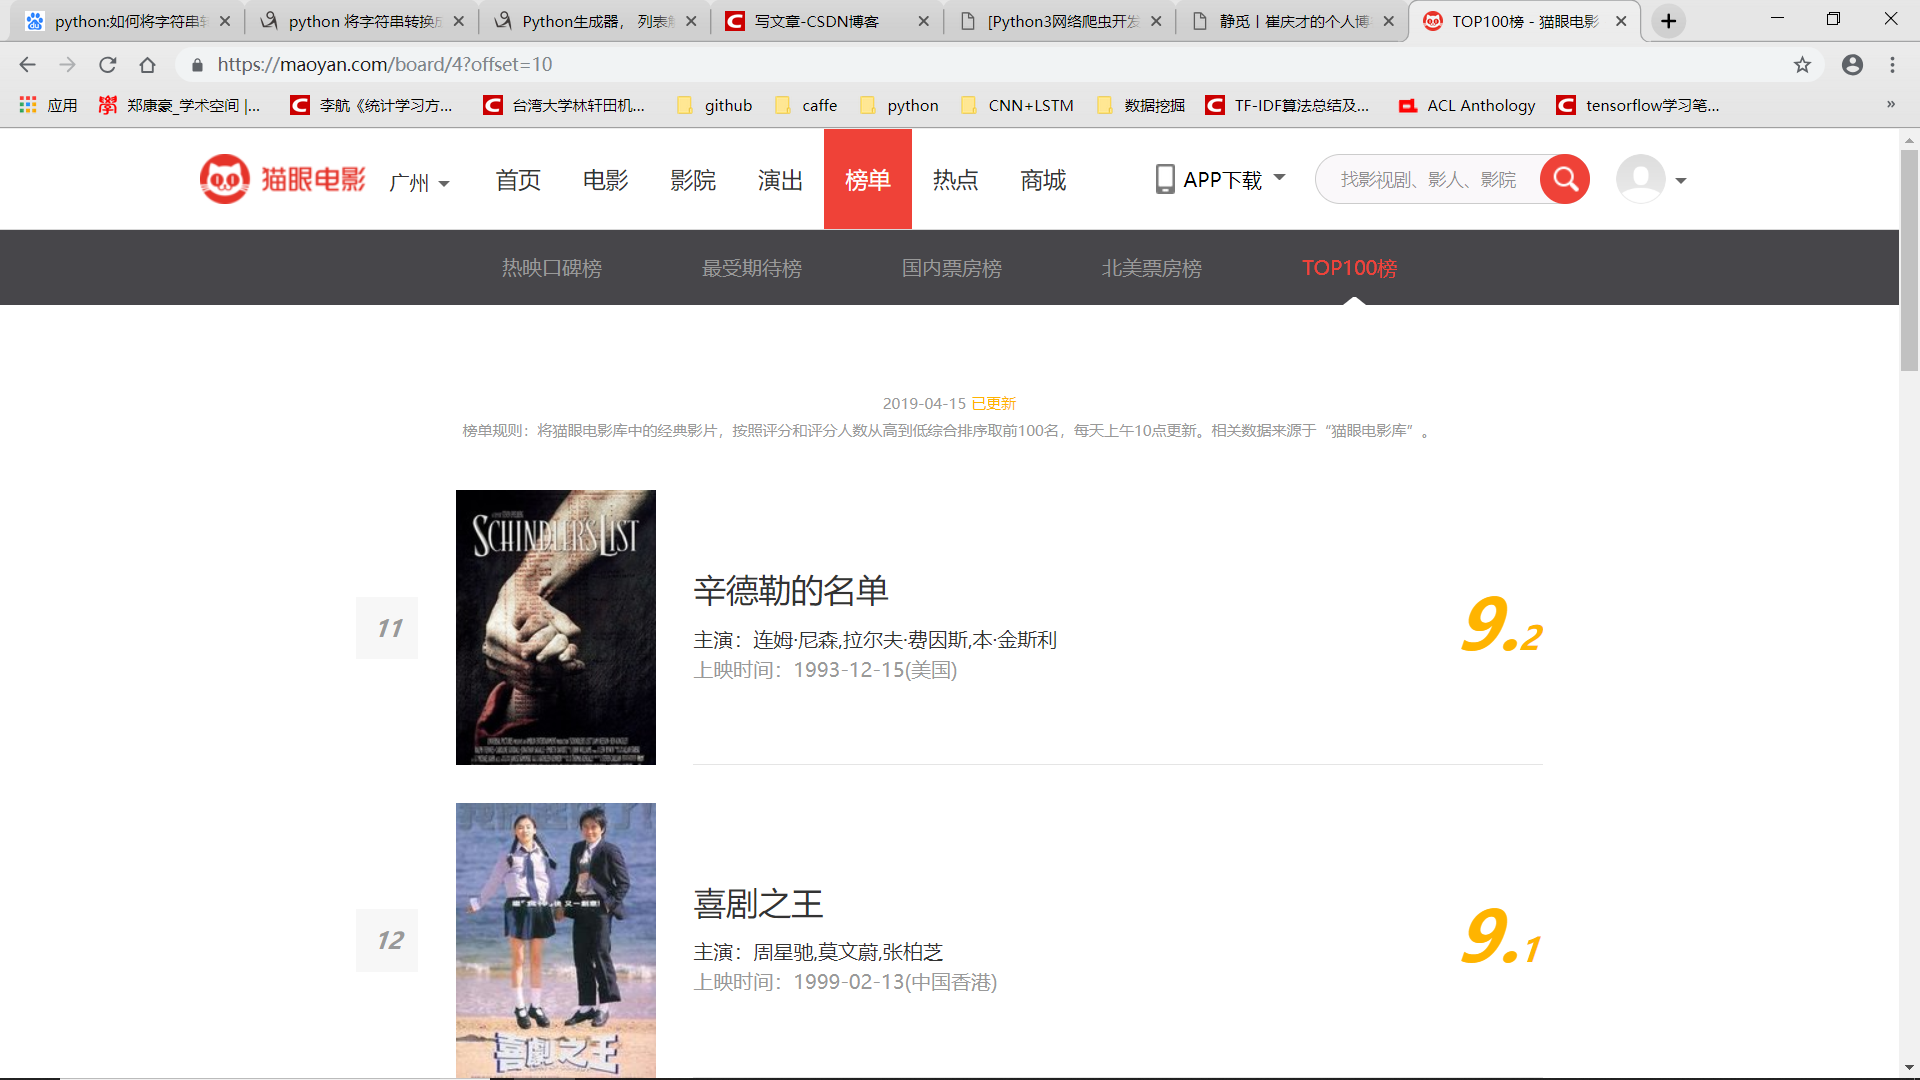 python:如何将字符串转
python 将字符串转换成
Python生成器， 列表解
写文章-CSDN博客
[Python3网络爬虫开发
静觅丨崔庆才的个人博
TOP100榜 - 猫眼电影
https://maoyan.com/board/4?offset=10
应用
郑康豪_学术空间 |...
李航《统计学习方...
台湾大学林轩田机...
github
caffe
python
CNN+LSTM
数据挖掘
TF-IDF算法总结及...
ACL Anthology
tensorflow学习笔...
»
猫眼电影
广州
首页
电影
影院
演出
榜单
热点
商城
APP下载
找影视剧、影人、影院
热映口碑榜
最受期待榜
国内票房榜
北美票房榜
TOP100榜
2019-04-15 已更新
榜单规则：将猫眼电影库中的经典影片，按照评分和评分人数从高到低综合排序取前100名，每天上午10点更新。相关数据来源于“猫眼电影库”。
11
SCHINDLER'S LIST
辛德勒的名单
主演：连姆·尼森,拉尔夫·费因斯,本·金斯利
上映时间：1993-12-15(美国)
9.2
12
喜劇之王
喜剧之王
主演：周星驰,莫文蔚,张柏芝
上映时间：1999-02-13(中国香港)
9.1